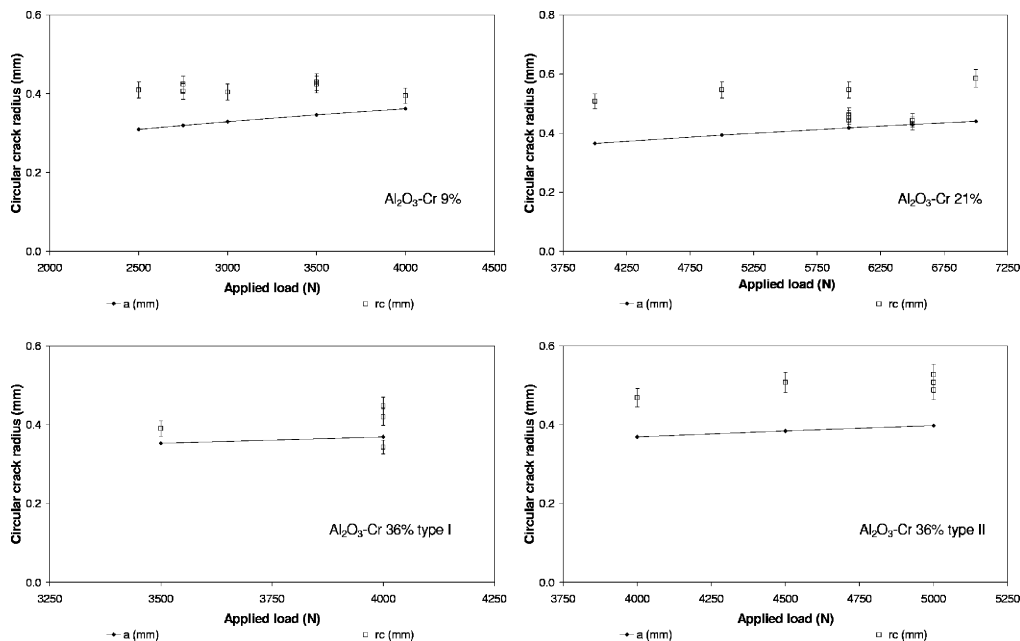 0.6
0.4
0.2
0.0
Circular crack radius (mm)
Al₂O₃-Cr 9%
2000 2500 3000 3500 4000 4500
Applied load (N)
a (mm) rc (mm)
0.8
0.6
0.4
0.2
0.0
Circular crack radius (mm)
Al₂O₃-Cr 21%
3750 4250 4750 5250 5750 6250 6750 7250
Applied load (N)
a (mm) rc (mm)
0.6
0.4
0.2
0.0
Circular crack radius (mm)
Al₂O₃-Cr 36% type I
3250 3500 3750 4000 4250
Applied load (N)
a (mm) rc (mm)
0.6
0.4
0.2
0.0
Circular crack radius (mm)
Al₂O₃-Cr 36% type II
3750 4000 4250 4500 4750 5000 5250
Applied load (N)
a (mm) rc (mm)